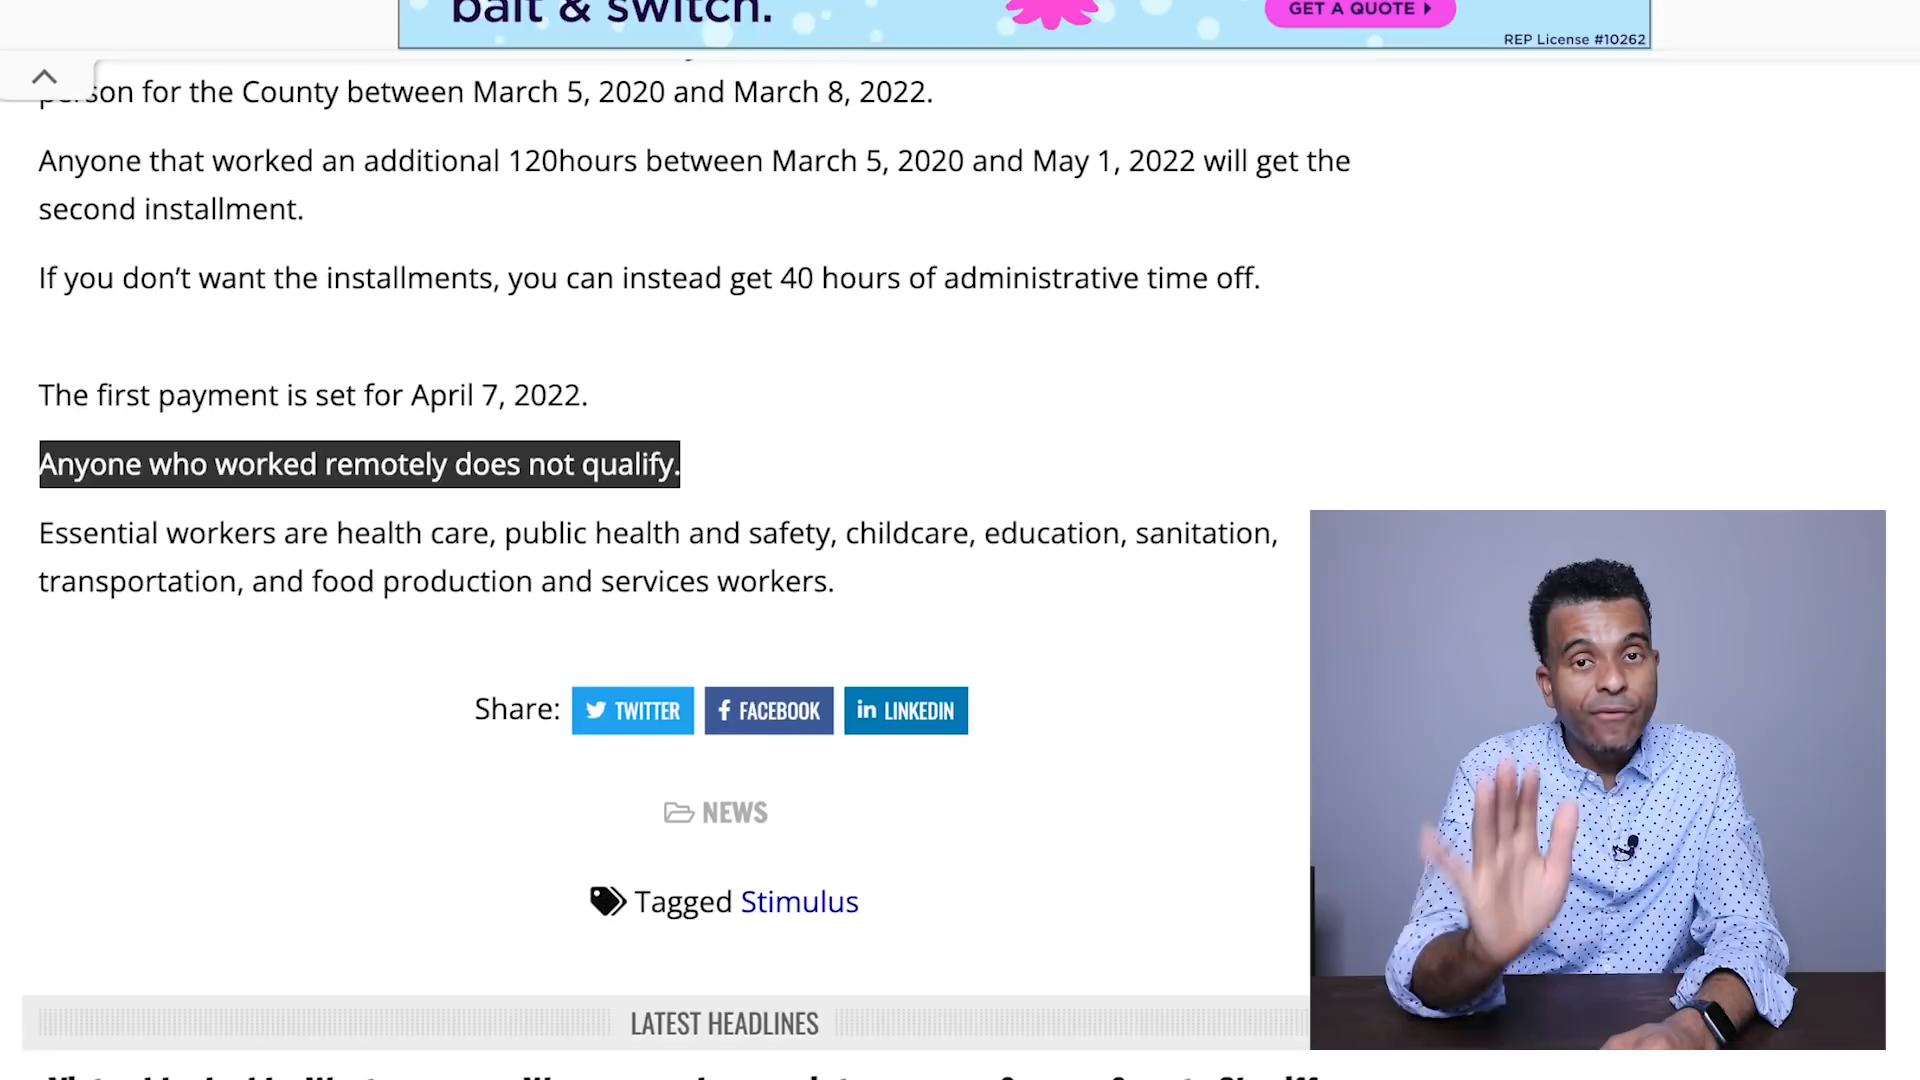 bait & switch.
GET A QUOTE
REP License #10262
person for the County between March 5, 2020 and March 8, 2022.
Anyone that worked an additional 120hours between March 5, 2020 and May 1, 2022 will get the
second installment.
If you don’t want the installments, you can instead get 40 hours of administrative time off.
The first payment is set for April 7, 2022.
Anyone who worked remotely does not qualify.
Essential workers are health care, public health and safety, childcare, education, sanitation,
transportation, and food production and services workers.
Share: TWITTER FACEBOOK in LINKEDIN
NEWS
Tagged Stimulus
LATEST HEADLINES